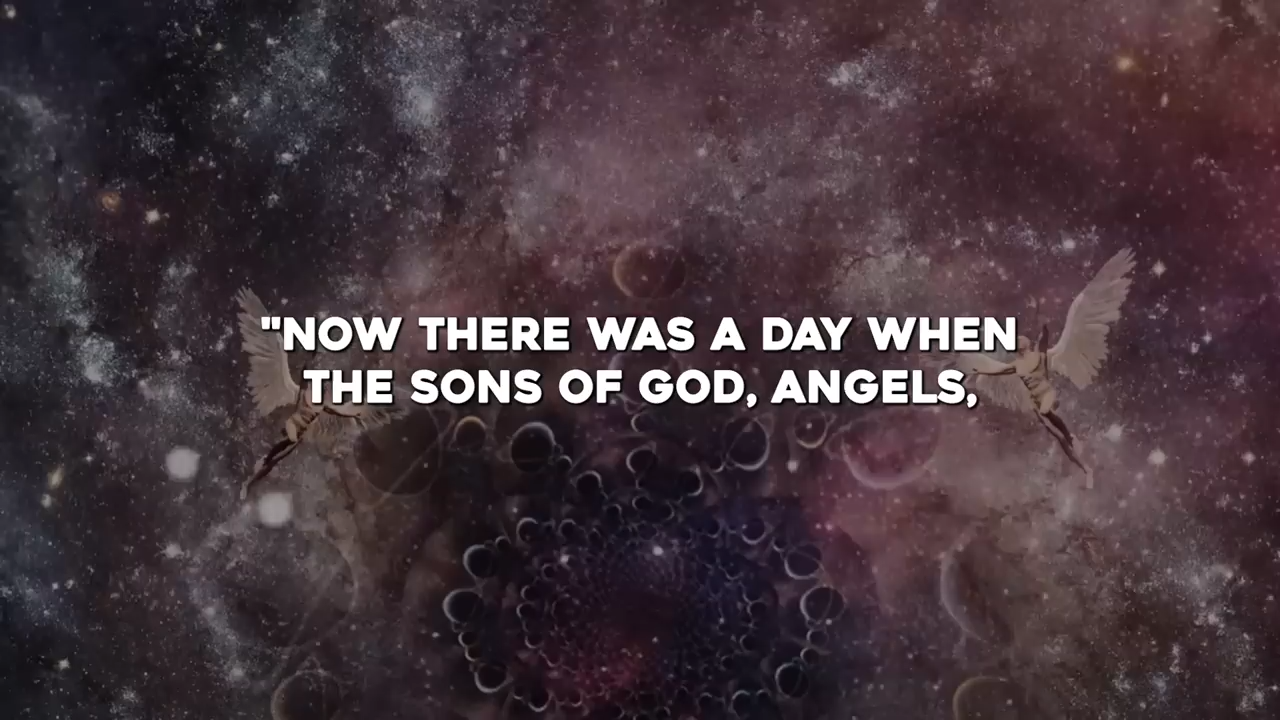 "NOW THERE WAS A DAY WHEN
THE SONS OF GOD, ANGELS,